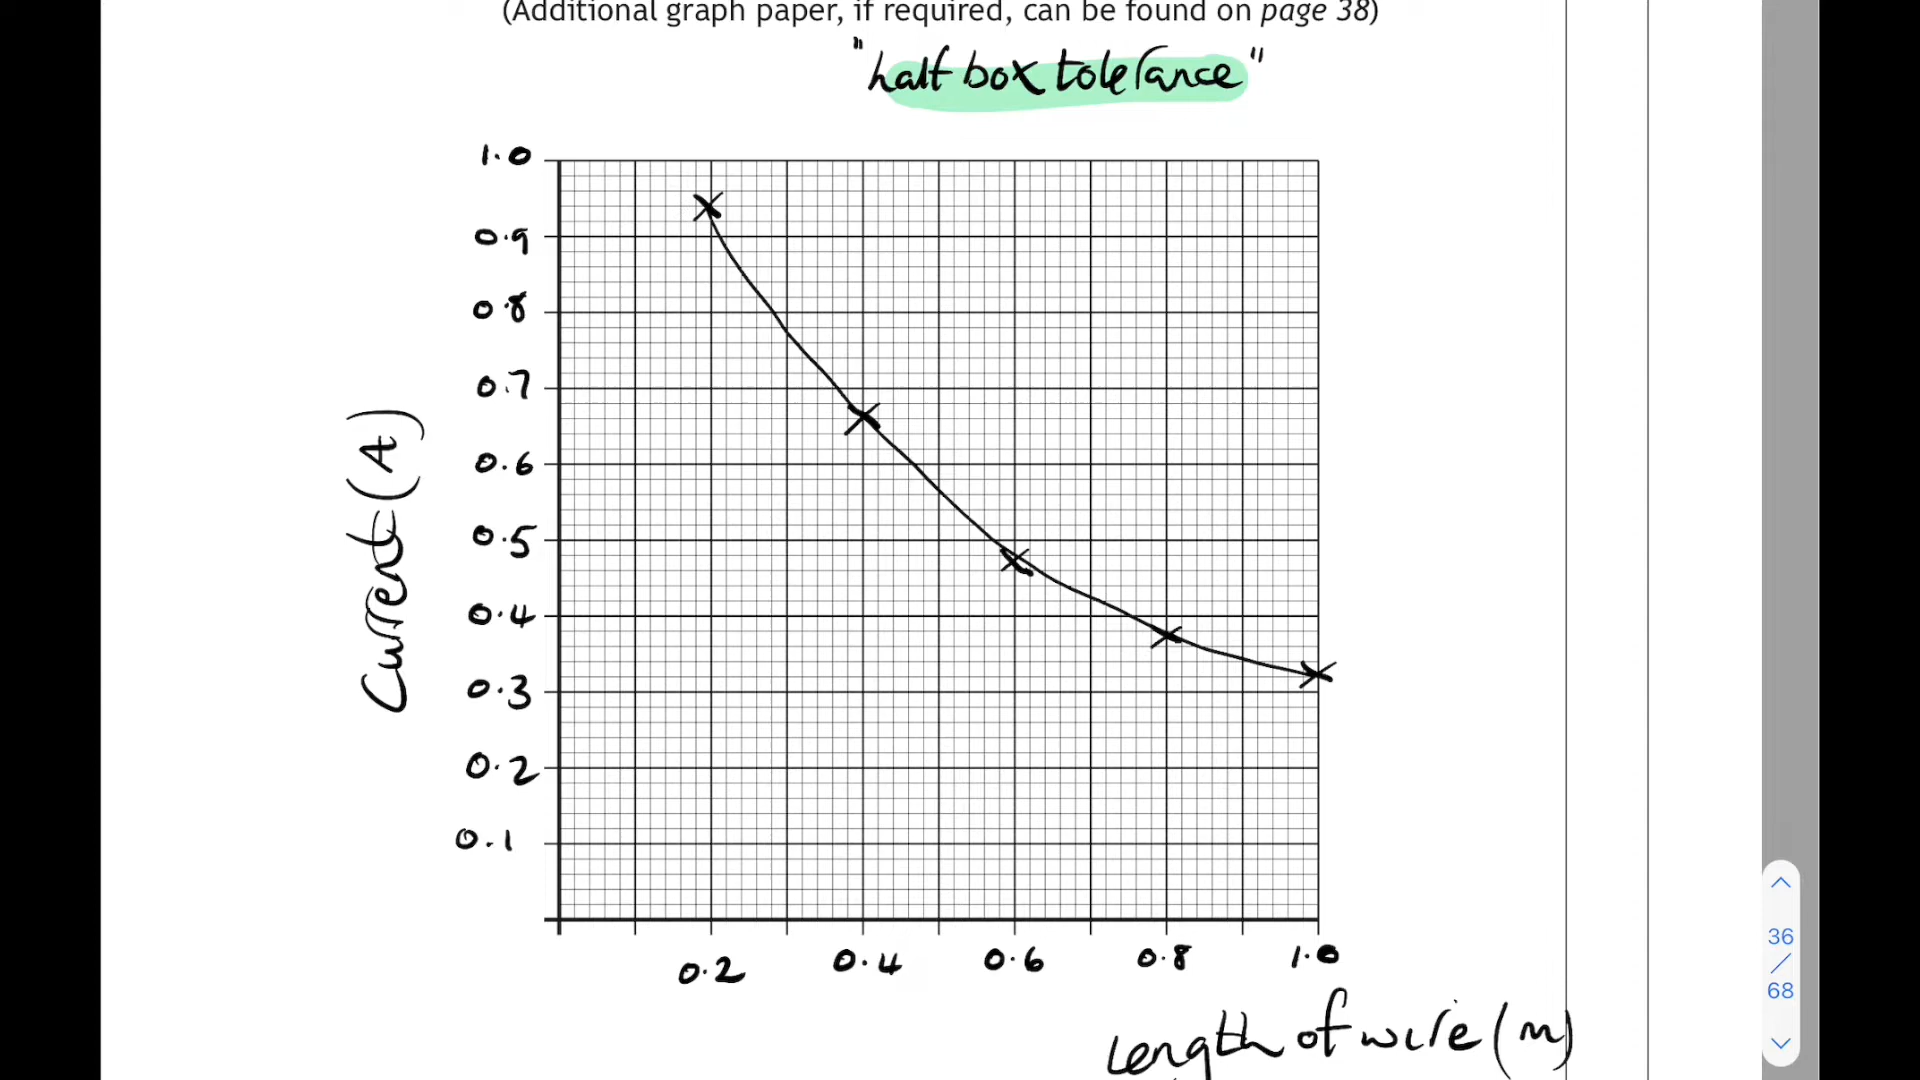 (Additional graph paper, if required, can be found on page 38)
"half box tolerance"
1.0
0.9
0.8
0.7
0.6
0.5
0.4
0.3
0.2
0.1
Current (A)
0.2 0.4 0.6 0.8 1.0
Length of wire (m)
36
/
68